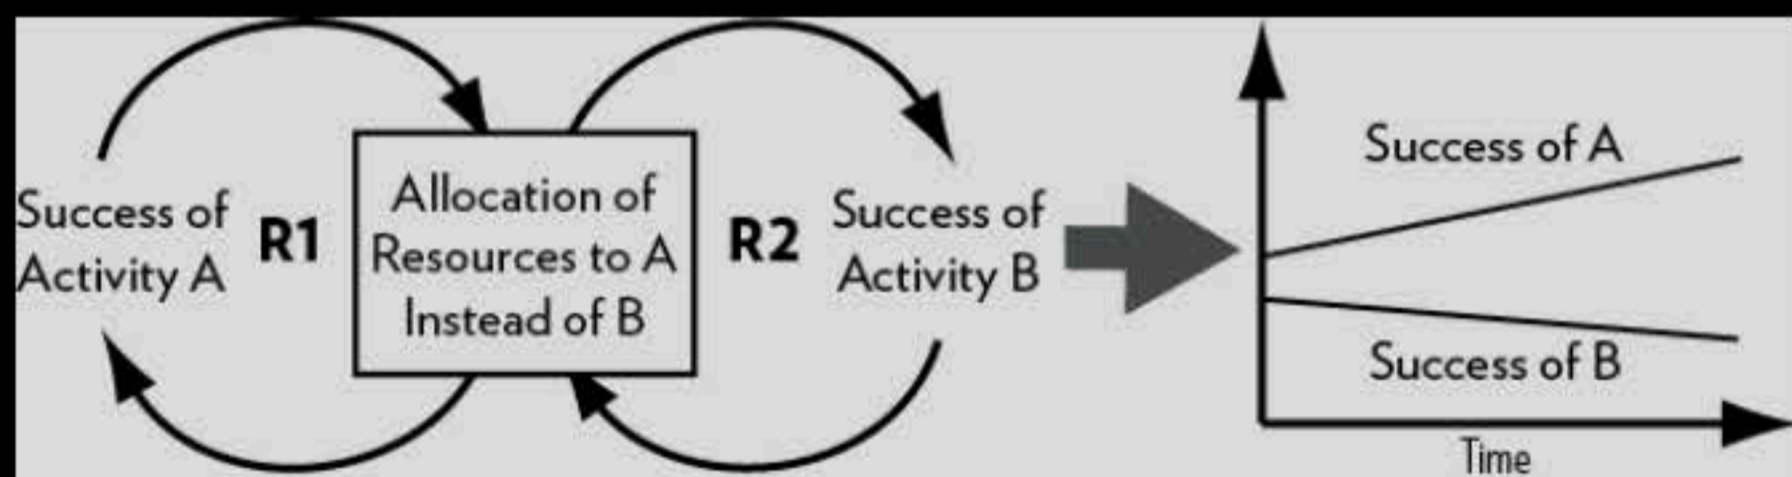 Success of
Activity A
R1
Allocation of
Resources to A
Instead of B
R2
Success of
Activity B
Success of A
Success of B
Time